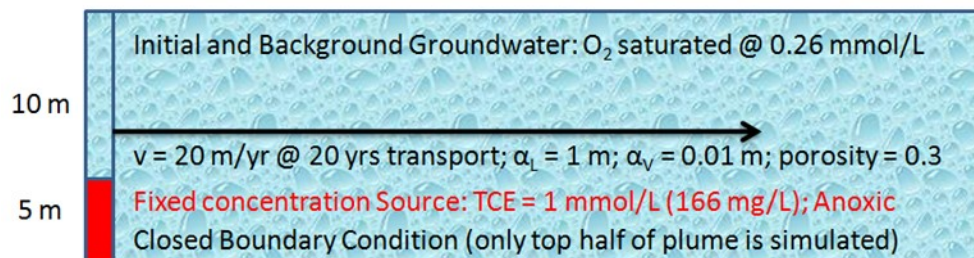 Initial and Background Groundwater: O₂ saturated @ 0.26 mmol/L
10 m
v = 20 m/yr @ 20 yrs transport; α_L = 1 m; α_V = 0.01 m; porosity = 0.3
5 m
Fixed concentration Source: TCE = 1 mmol/L (166 mg/L); Anoxic
Closed Boundary Condition (only top half of plume is simulated)